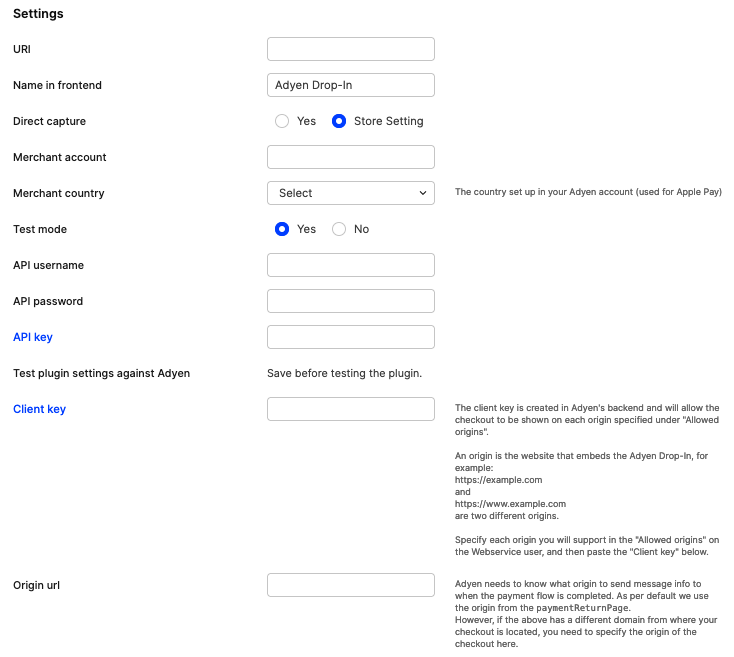 Settings
URI
Name in frontend
Adyen Drop-In
Direct capture
Yes
Store Setting
Merchant account
Merchant country
Select
The country set up in your Adyen account (used for Apple Pay)
Test mode
Yes
No
API username
API password
API key
Test plugin settings against Adyen
Save before testing the plugin.
Client key
The client key is created in Adyen's backend and will allow the
checkout to be shown on each origin specified under "Allowed
origins".
An origin is the website that embeds the Adyen Drop-In, for
example:
https://example.com
and
https://www.example.com
are two different origins.
Specify each origin you will support in the "Allowed origins" on
the Webservice user, and then paste the "Client key" below.
Origin url
Adyen needs to know what origin to send message info to
when the payment flow is completed. As per default we use
the origin from the paymentReturnPage.
However, if the above has a different domain from where your
checkout is located, you need to specify the origin of the
checkout here.